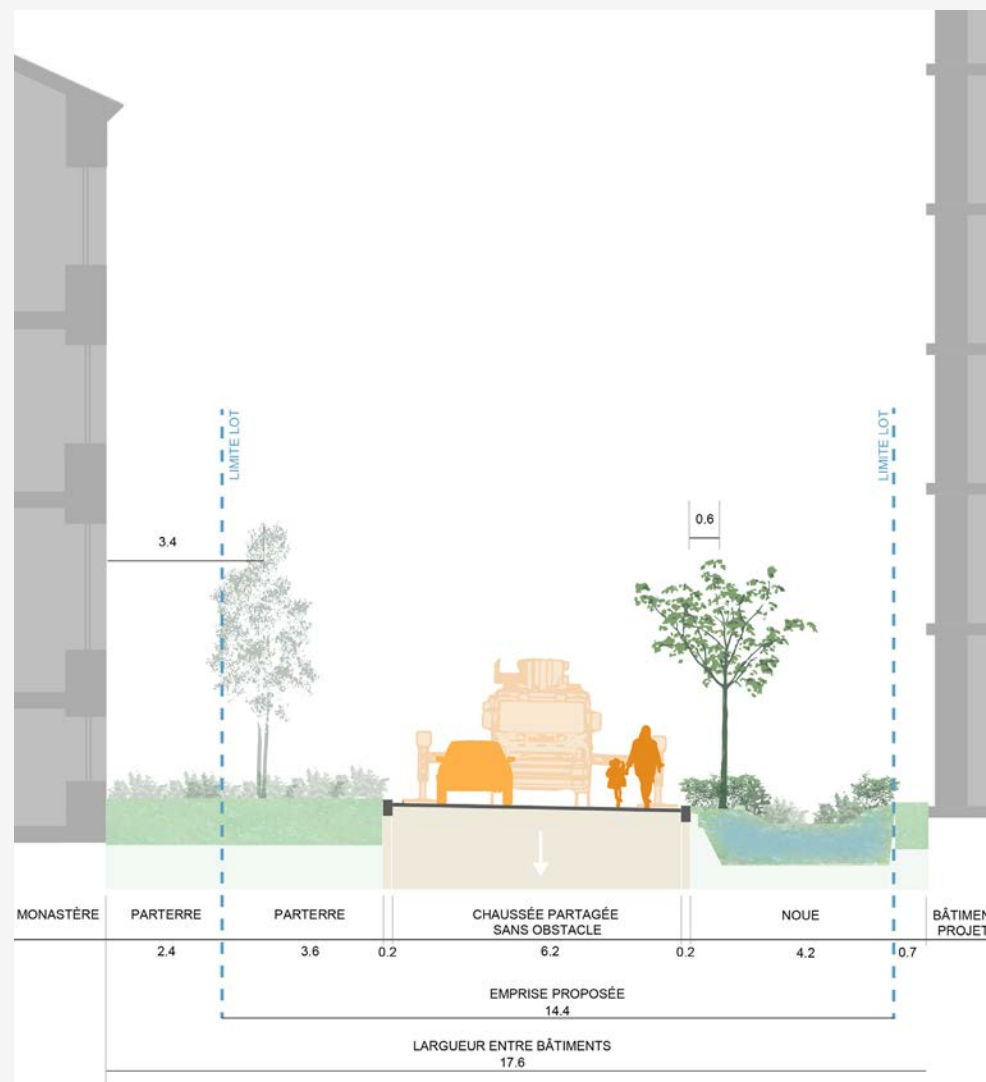 LIMITE LOT
LIMITE LOT
0.6
3.4
MONASTÈRE
PARTERRE
PARTERRE
CHAUSSÉE PARTAGÉE
SANS OBSTACLE
NOUE
BÂTIMEN
PROJET
2.4
3.6
0.2
6.2
0.2
4.2
0.7
EMPRISE PROPOSÉE
14.4
LARGUEUR ENTRE BÂTIMENTS
17.6